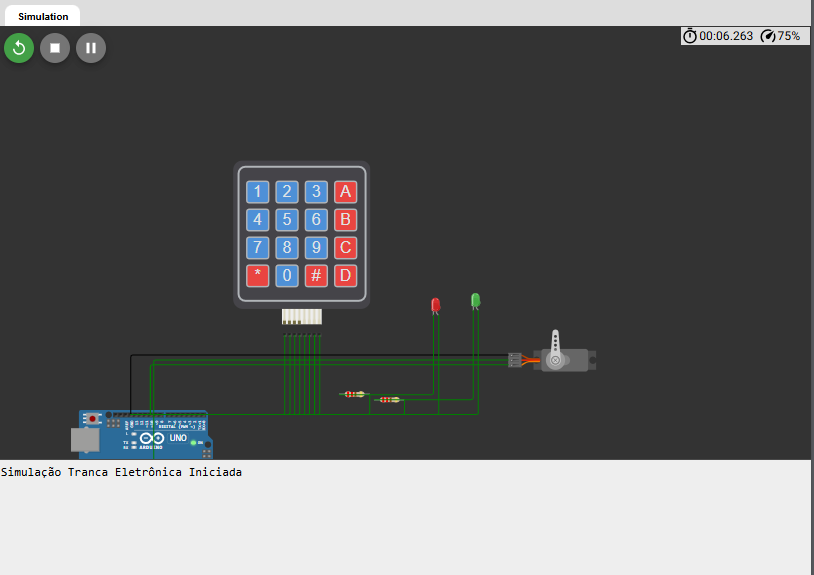 Simulation
00:06.263 75%
1 2 3 A
4 5 6 B
7 8 9 C
* 0 # D
UNO
ARDUINO
Simulação Tranca Eletrônica Iniciada